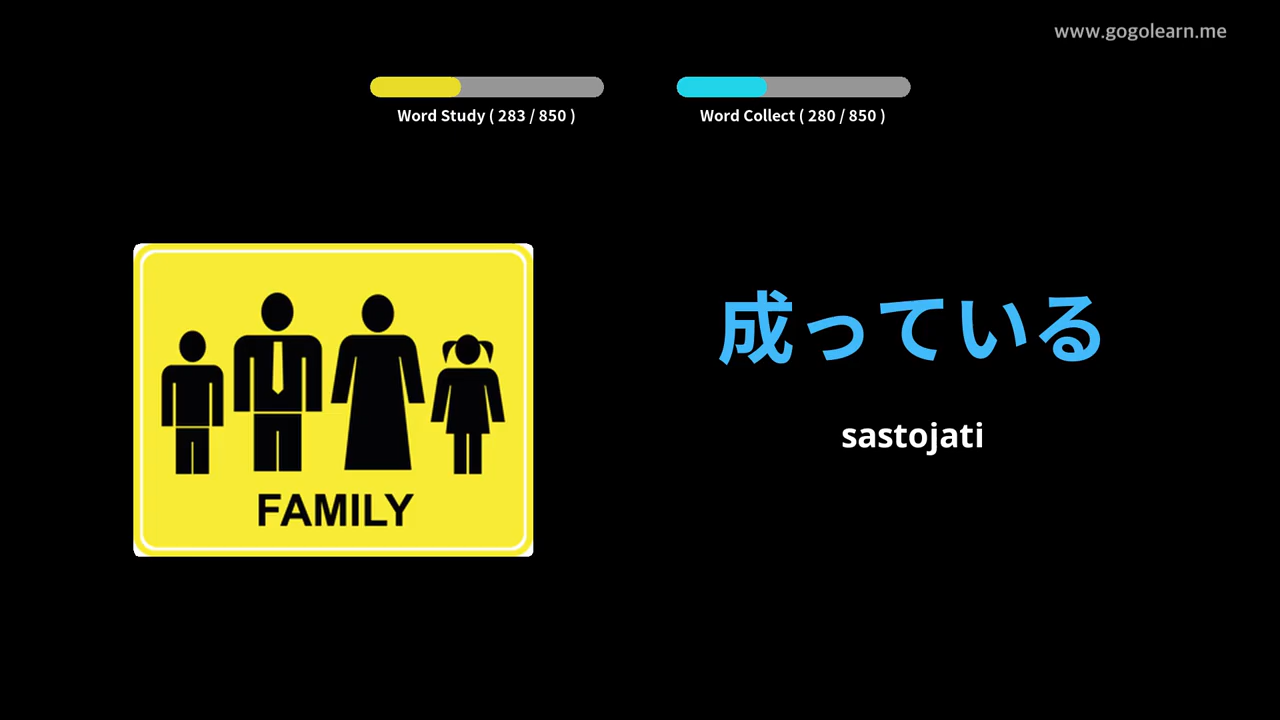 www.gogolearn.me
Word Study ( 283 / 850 )
Word Collect ( 280 / 850 )
成っている
sastojati
FAMILY